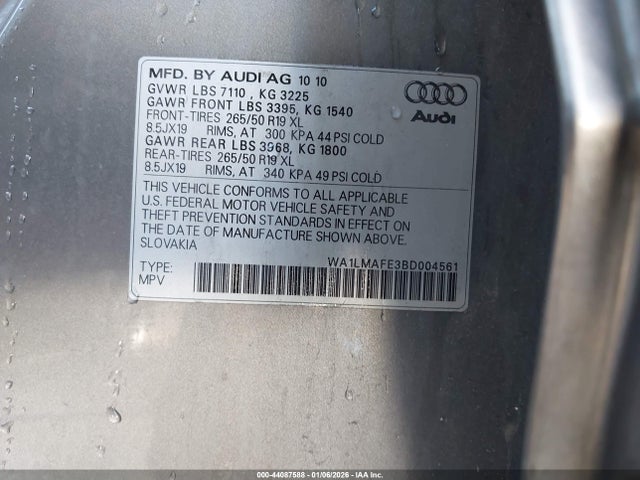 MFD. BY AUDI AG 10 10
GVWR LBS 7110 , KG 3225
GAWR FRONT LBS 3395, KG 1540
FRONT-TIRES 265/50 R19 XL
8.5JX19 RIMS, AT 300 KPA 44 PSI COLD
GAWR REAR LBS 3968, KG 1800
REAR-TIRES 265/50 R19 XL
8.5JX19 RIMS, AT 340 KPA 49 PSI COLD
Audi
THIS VEHICLE CONFORMS TO ALL APPLICABLE
U.S. FEDERAL MOTOR VEHICLE SAFETY AND
THEFT PREVENTION STANDARDS IN EFFECT ON
THE DATE OF MANUFACTURE SHOWN ABOVE.
SLOVAKIA
WA1LMAFE3BD004561
TYPE:
MPV
000-44087588 - 01/06/2026 - IAA Inc.